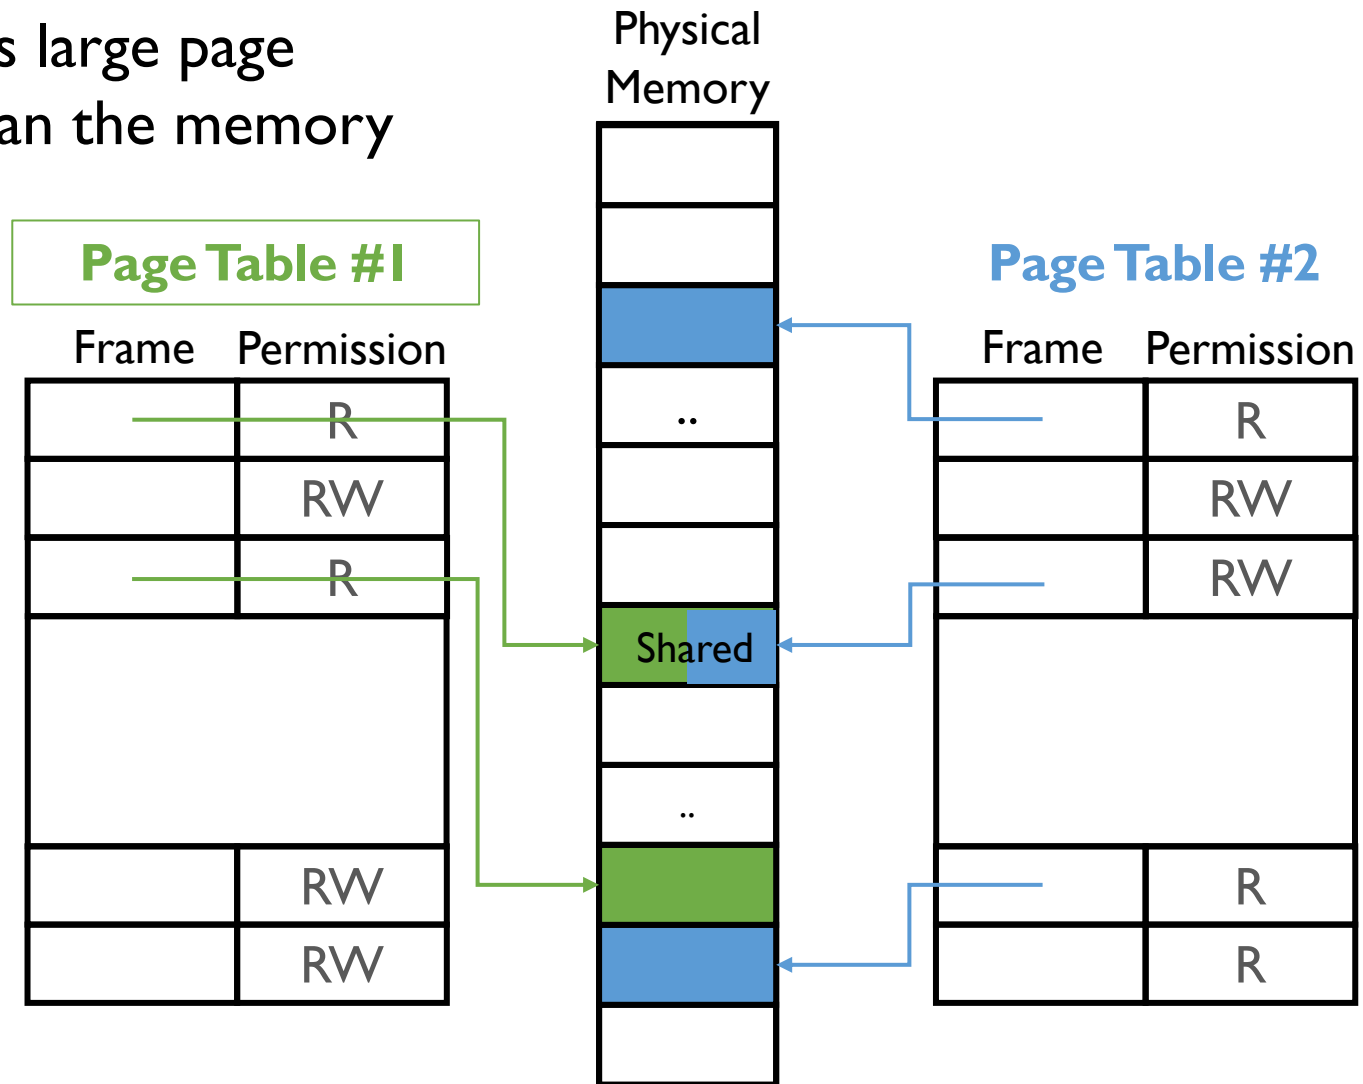 s large page
an the memory
Physical
Memory
Page Table #1
Frame Permission
R
RW
R
RW
RW
..
Shared
..
Page Table #2
Frame Permission
R
RW
RW
R
R